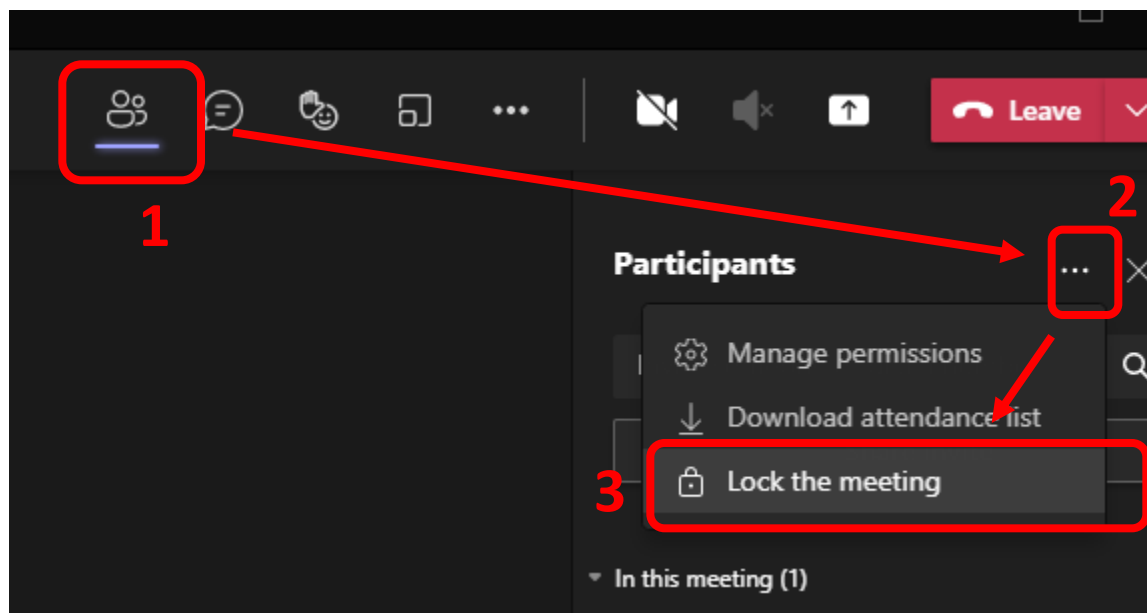 Leave
1
2
Participants
Manage permissions
Download attendance list
Lock the meeting
3
In this meeting (1)